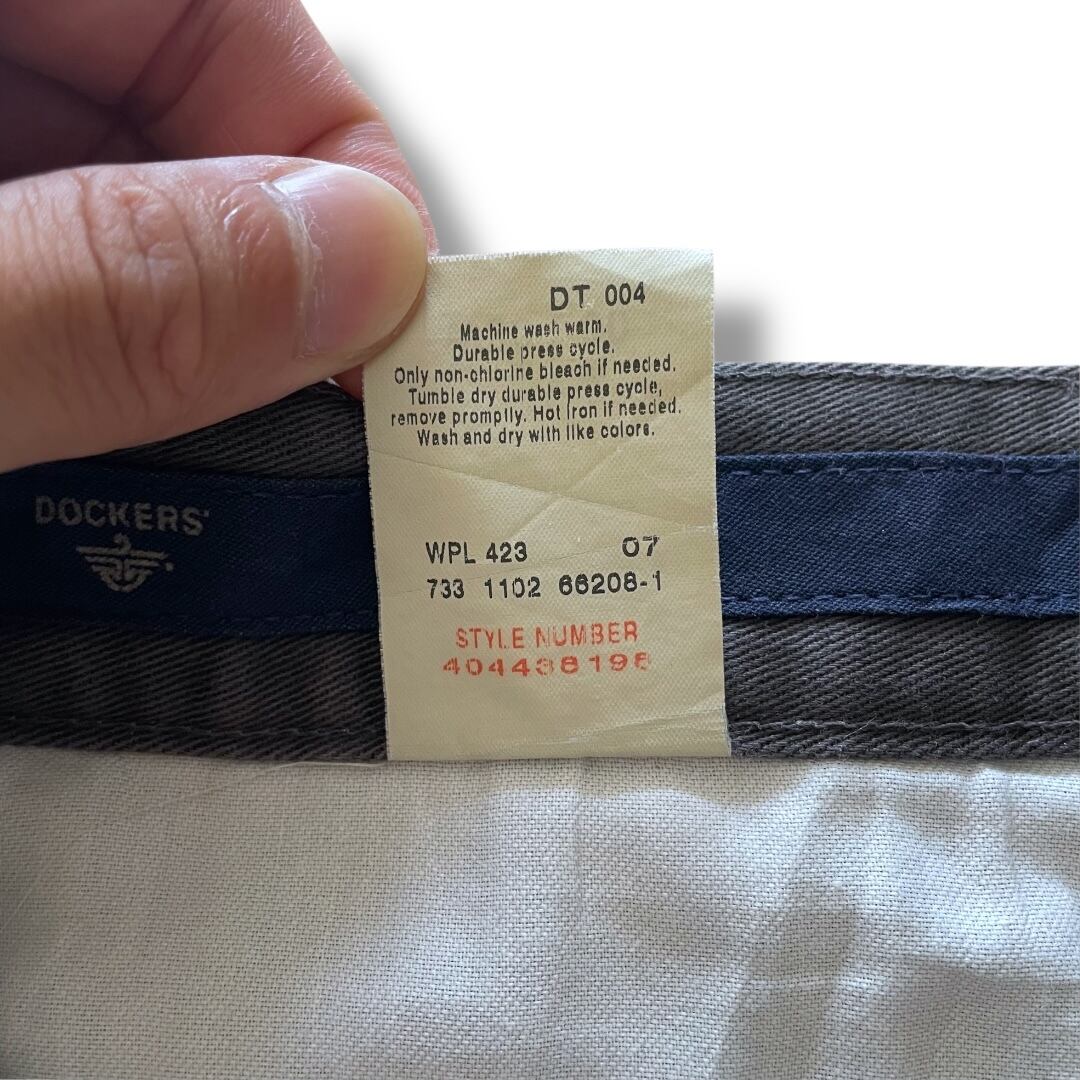 DT 004
Machine wash warm.
Durable press cycle.
Only non-chlorine bleach if needed.
Tumble dry durable press cycle,
remove promptly. Hot Iron if needed.
Wash and dry with like colors.
DOCKERS
WPL 423 07
733 1102 66208-1
STYLE NUMBER